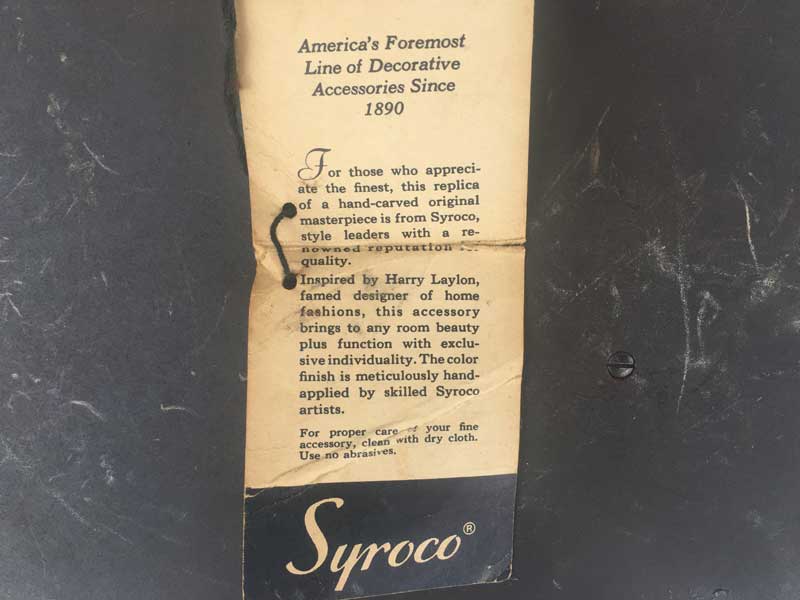 America's Foremost
Line of Decorative
Accessories Since
1890
For those who appreci-
ate the finest, this replica
of a hand-carved original
masterpiece is from Syroco,
style leaders with a re-
nowned reputation for
quality.
Inspired by Harry Laylon,
famed designer of home
fashions, this accessory
brings to any room beauty
plus function with exclu-
sive individuality. The color
finish is meticulously hand-
applied by skilled Syroco
artists.
For proper care of your fine
accessory, clean with dry cloth.
Use no abrasives.
Syroco®